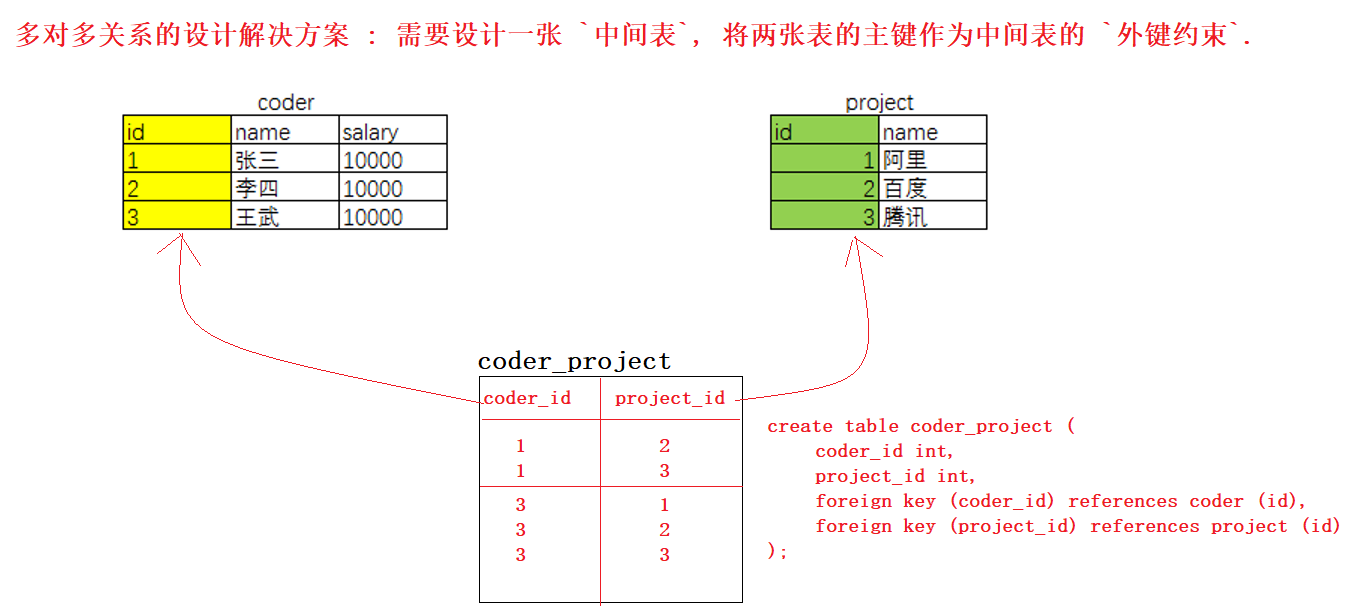 多对多关系的设计解决方案 : 需要设计一张 `中间表`, 将两张表的主键作为中间表的 `外键约束`.
coder
id name salary
1 张三 10000
2 李四 10000
3 王武 10000
project
id name
1 阿里
2 百度
3 腾讯
coder_project
coder_id project_id
1 2
1 3
3 1
3 2
3 3
create table coder_project (
coder_id int,
project_id int,
foreign key (coder_id) references coder (id),
foreign key (project_id) references project (id)
);